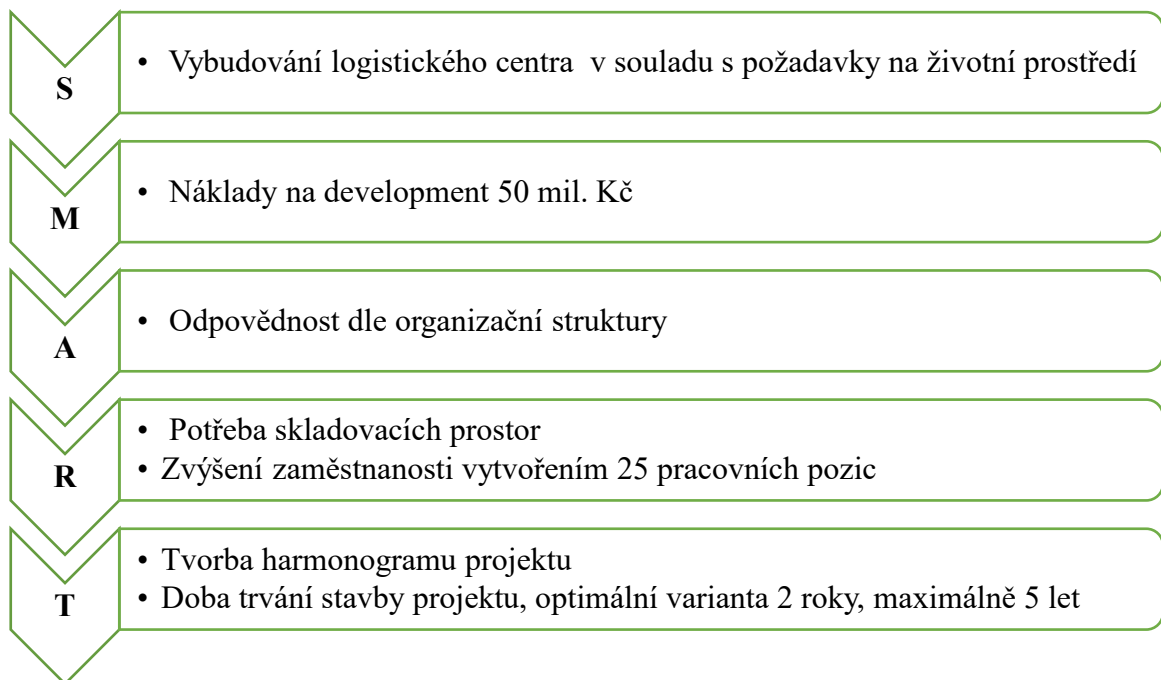 S
• Vybudování logistického centra v souladu s požadavky na životní prostředí
M
• Náklady na development 50 mil. Kč
A
• Odpovědnost dle organizační struktury
R
• Potřeba skladovacích prostor
• Zvýšení zaměstnanosti vytvořením 25 pracovních pozic
T
• Tvorba harmonogramu projektu
• Doba trvání stavby projektu, optimální varianta 2 roky, maximálně 5 let